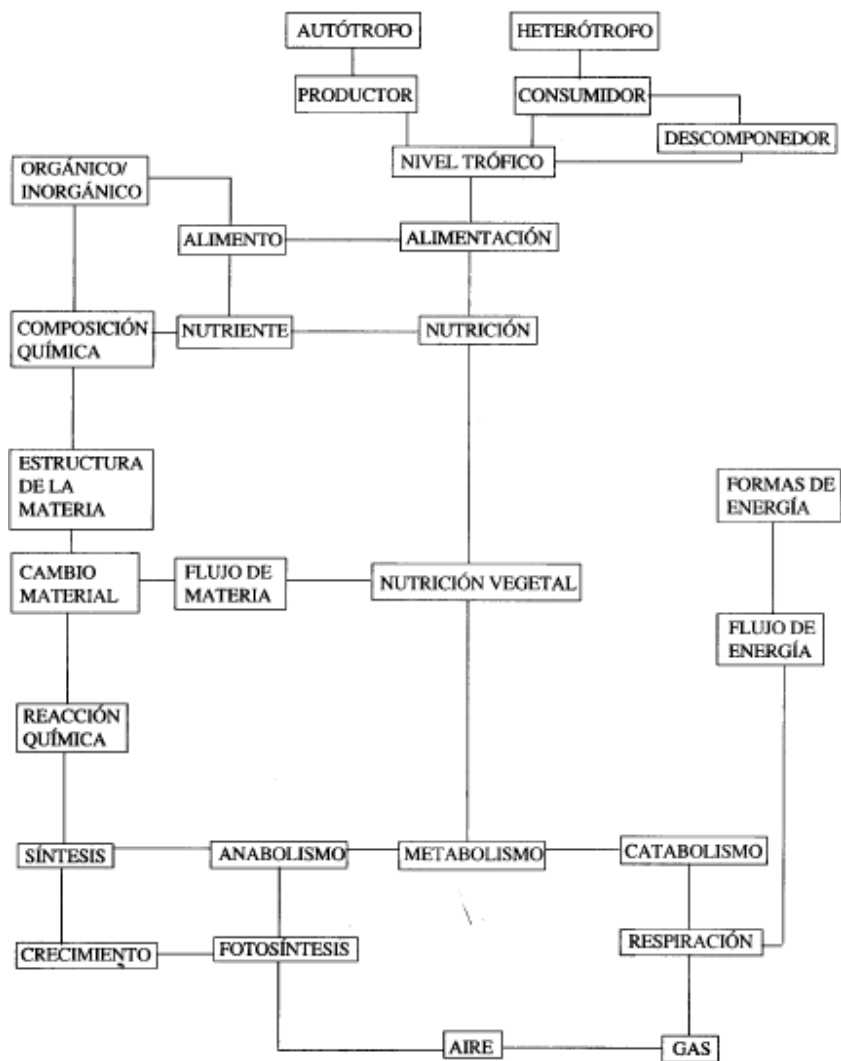 AUTÓTROFO
HETERÓTROFO
PRODUCTOR
CONSUMIDOR
DESCOMPONEDOR
NIVEL TRÓFICO
ORGÁNICO/
INORGÁNICO
ALIMENTO
ALIMENTACIÓN
COMPOSICIÓN
QUÍMICA
NUTRIENTE
NUTRICIÓN
ESTRUCTURA
DE LA
MATERIA
FORMAS DE
ENERGÍA
CAMBIO
MATERIAL
FLUJO DE
MATERIA
NUTRICIÓN VEGETAL
FLUJO DE
ENERGÍA
REACCIÓN
QUÍMICA
SÍNTESIS
ANABOLISMO
METABOLISMO
CATABOLISMO
CRECIMIENTO
FOTOSÍNTESIS
RESPIRACIÓN
AIRE
GAS